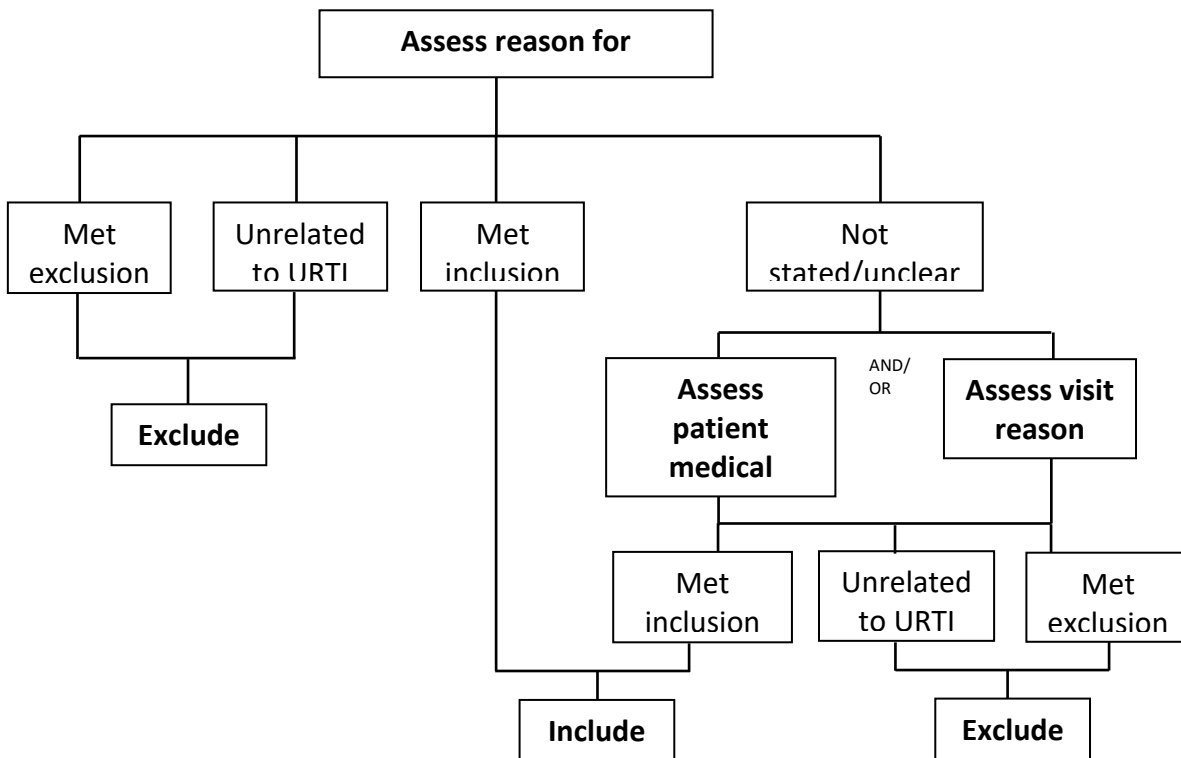 Assess reason for
Met
exclusion
Unrelated
to URTI
Met
inclusion
Not
stated/unclear
Exclude
Assess
patient
medical
AND/
OR
Assess visit
reason
Met
inclusion
Unrelated
to URTI
Met
exclusion
Include
Exclude